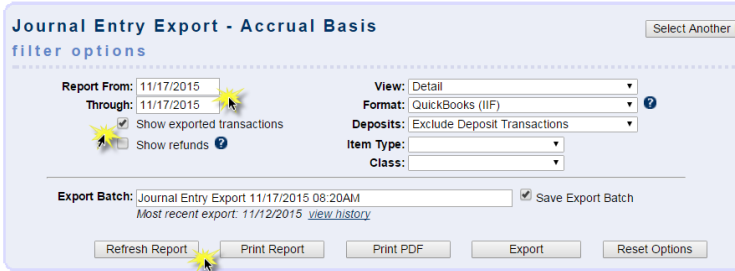 Journal Entry Export - Accrual Basis
Select Another
filter options
Report From: 11/17/2015 View: Detail
Through: 11/17/2015 Format: QuickBooks (IIF) ?
Show exported transactions Deposits: Exclude Deposit Transactions
Show refunds ? Item Type:
Class:
Export Batch: Journal Entry Export 11/17/2015 08:20AM Save Export Batch
Most recent export: 11/12/2015 view history
Refresh Report Print Report Print PDF Export Reset Options